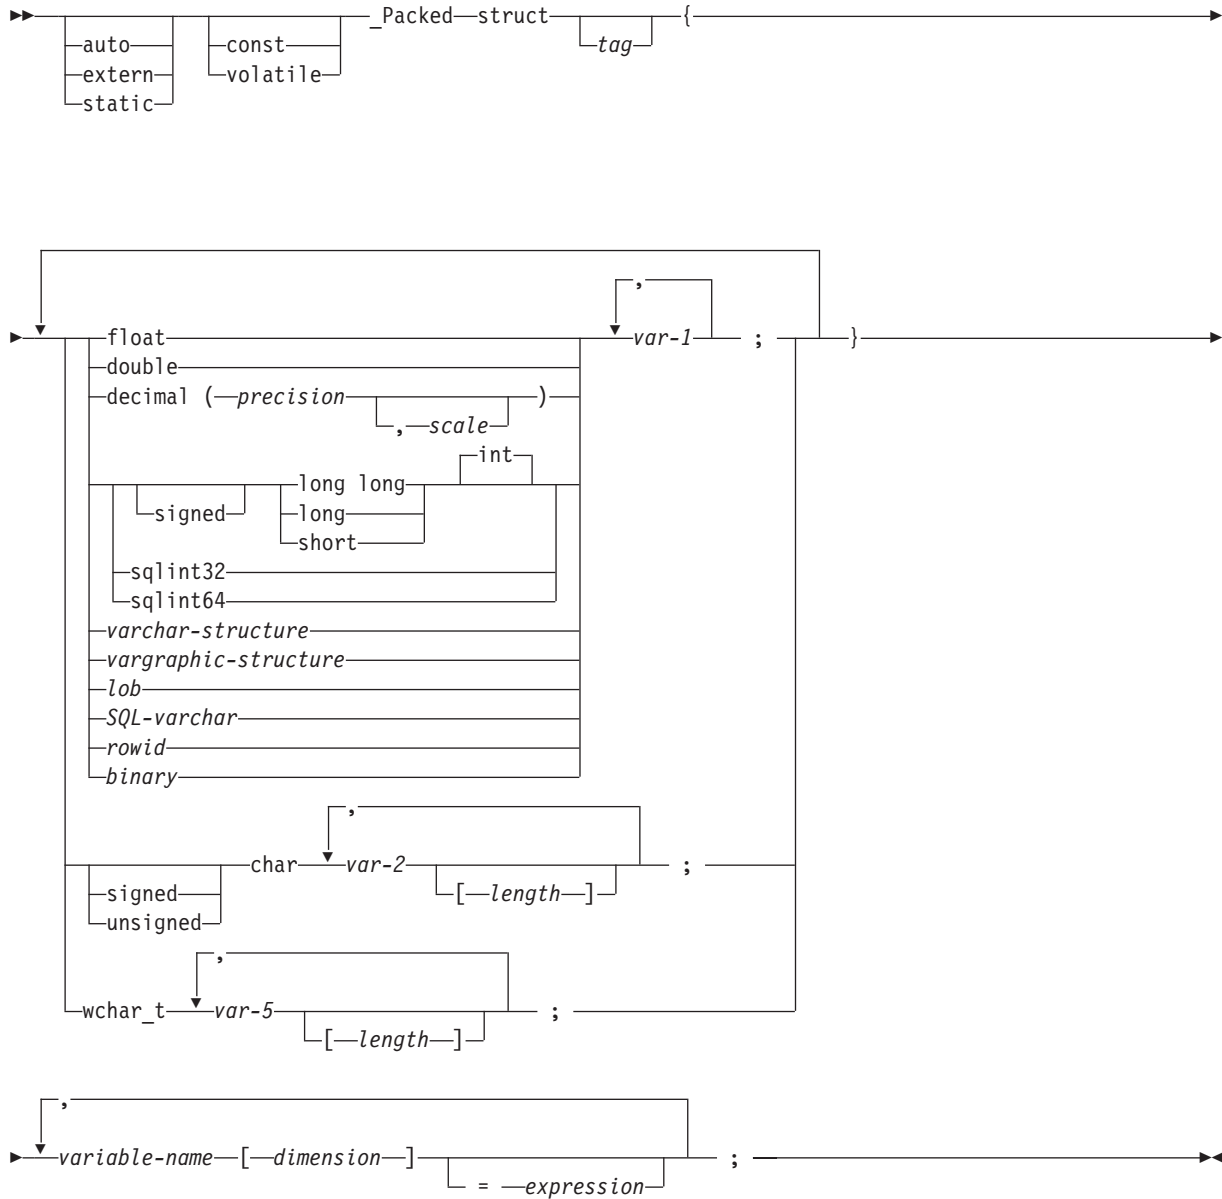 _Packed struct {
auto const tag
extern volatile
static
,
float var-1 ; }
double
decimal ( precision )
, scale
int
long long
signed long
short
sqlint32
sqlint64
varchar-structure
vargraphic-structure
lob
SQL-varchar
rowid
binary
,
char var-2 ;
signed [ length ]
unsigned
,
wchar_t var-5 ;
[ length ]
,
variable-name [ dimension ] ;
= expression